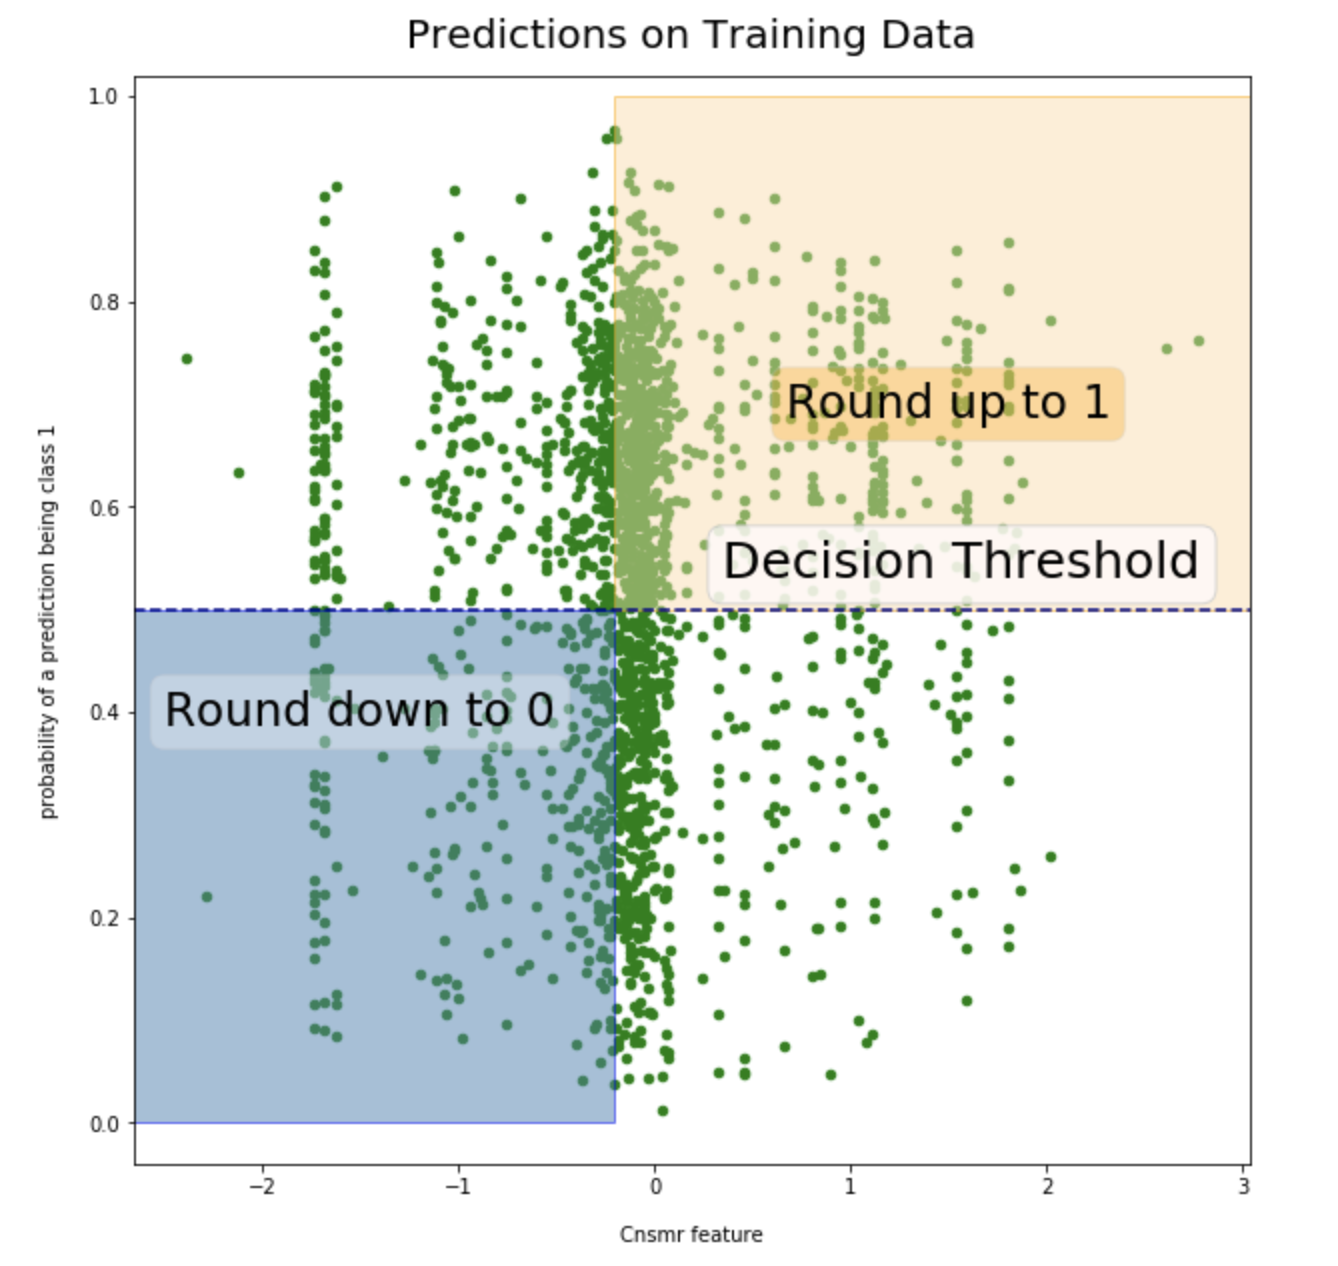 Predictions on Training Data
probability of a prediction being class 1
1.0
0.8
0.6
0.4
0.2
0.0
Round up to 1
Decision Threshold
Round down to 0
−2
−1
0
1
2
3
Cnsmr feature